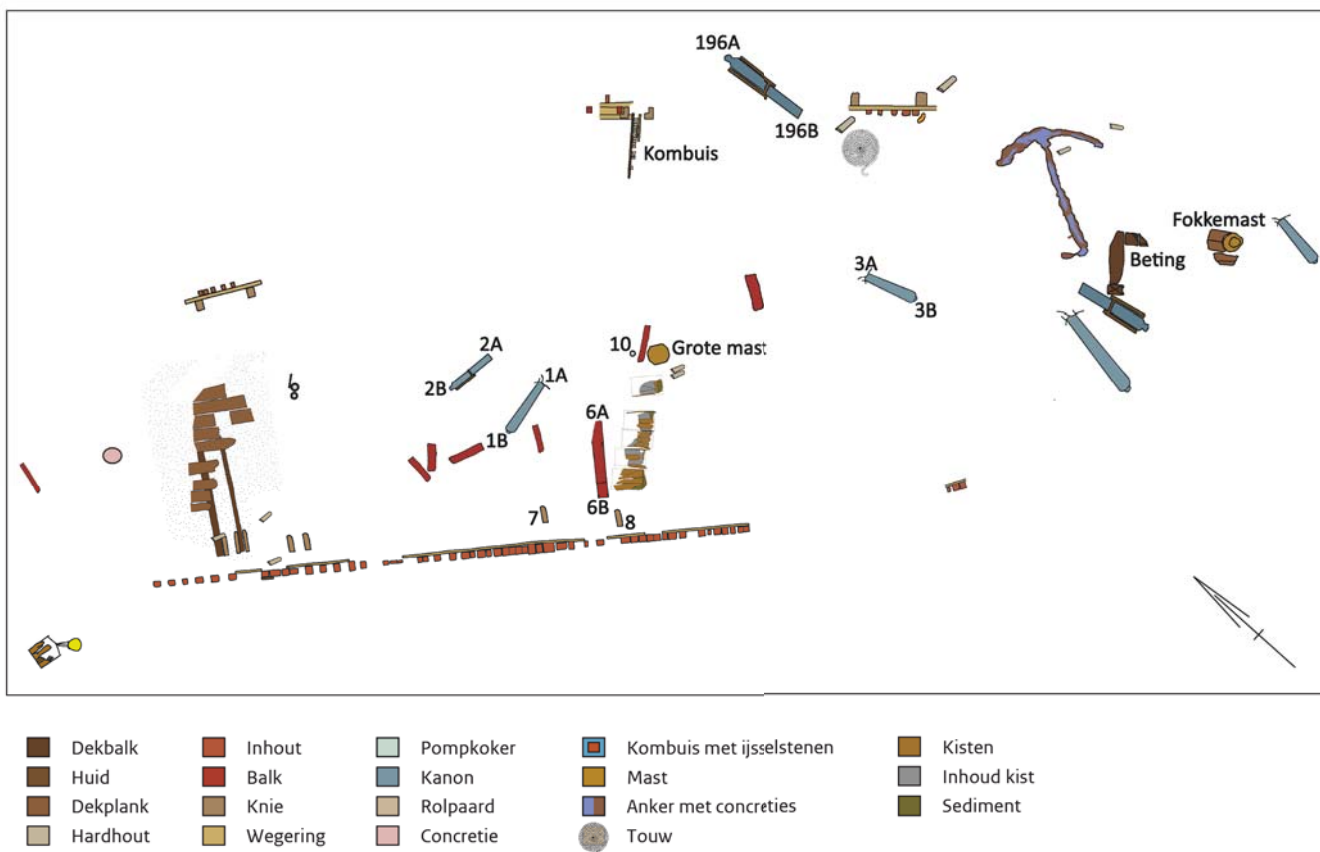 196A
196B
Kombuis
Fokkemast
Beting
3A
3B
10
Grote mast
2A
2B
1A
1B
6A
6B
7
8
Dekbalk
Huid
Dekplank
Hardhout
Inhout
Balk
Knie
Wegering
Pompkoker
Kanon
Rolpaard
Concretie
Kombuis met ijsselstenen
Mast
Anker met concreties
Touw
Kisten
Inhoud kist
Sediment